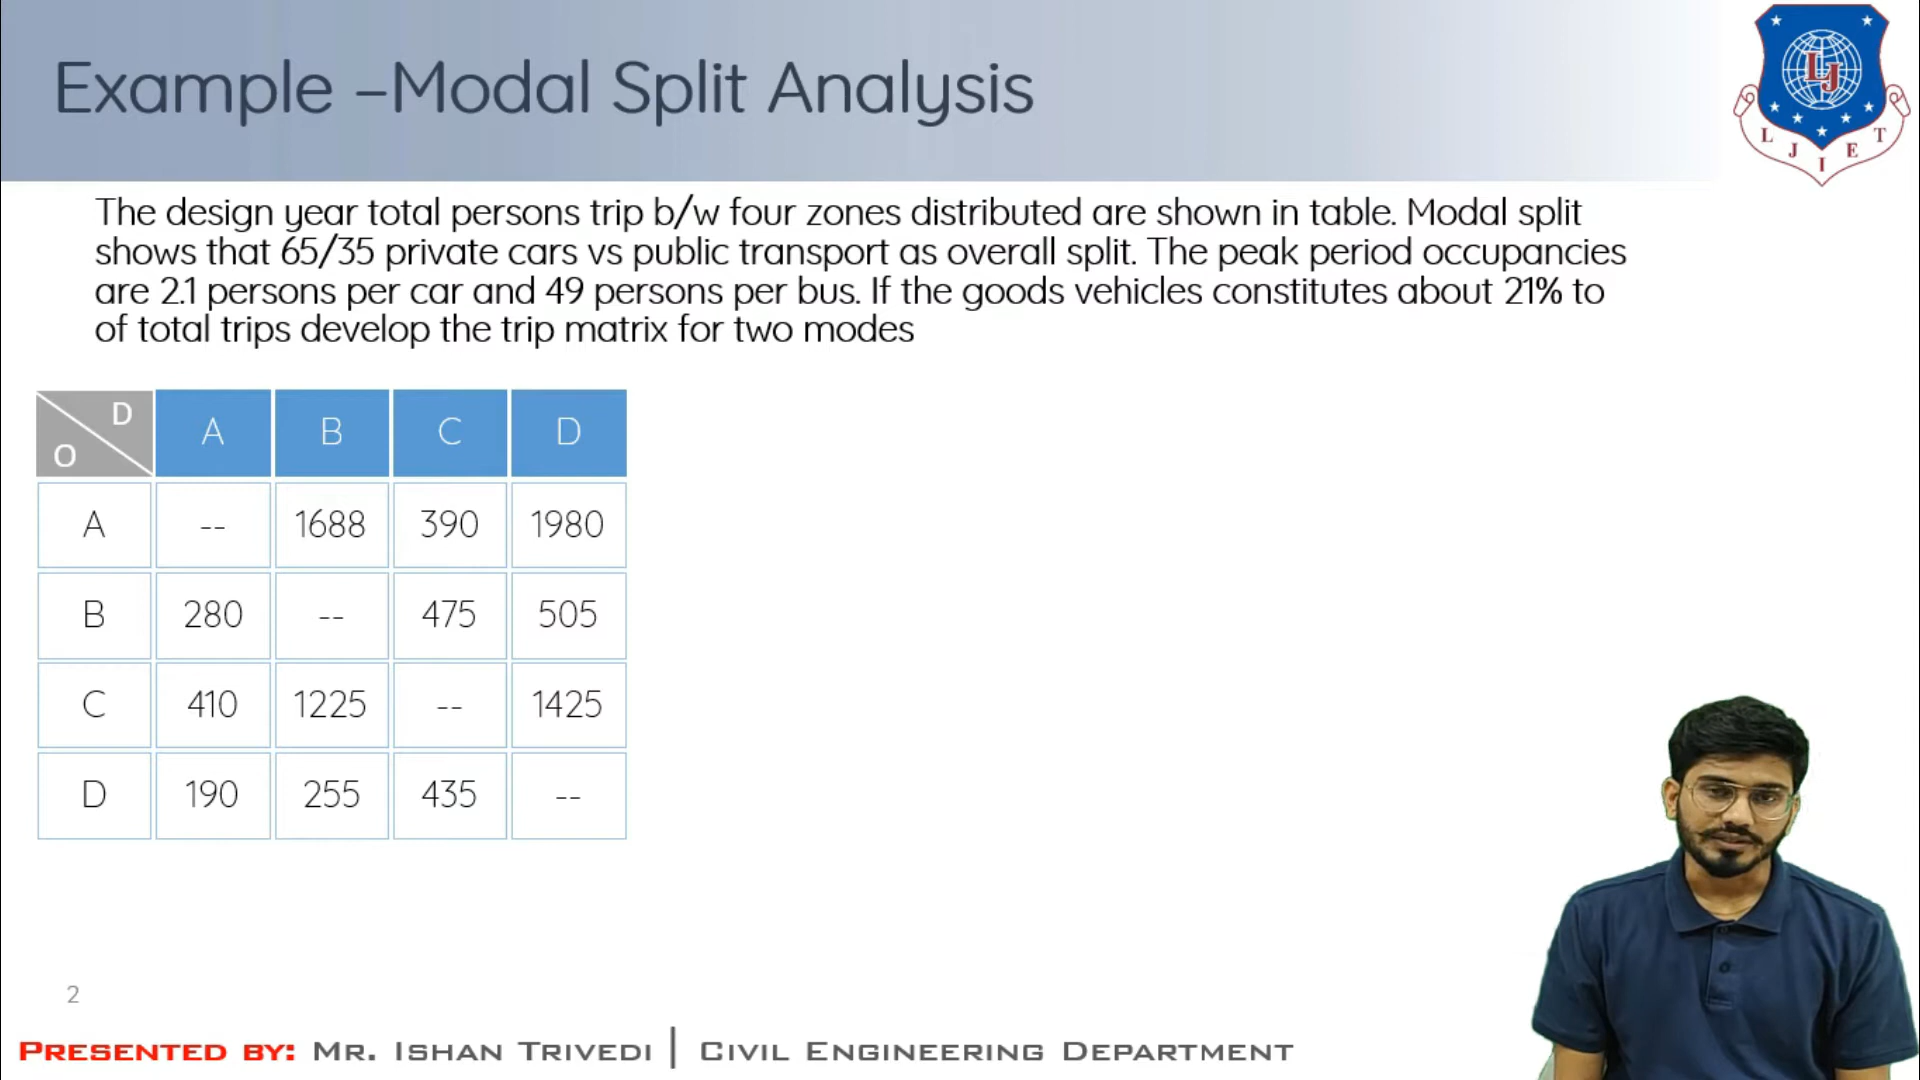 Example –Modal Split Analysis
LJ
L J I E T
The design year total persons trip b/w four zones distributed are shown in table. Modal split
shows that 65/35 private cars vs public transport as overall split. The peak period occupancies
are 2.1 persons per car and 49 persons per bus. If the goods vehicles constitutes about 21% to
of total trips develop the trip matrix for two modes
D
O
A B C D
A -- 1688 390 1980
B 280 -- 475 505
C 410 1225 -- 1425
D 190 255 435 --
2
PRESENTED BY: MR. ISHAN TRIVEDI | CIVIL ENGINEERING DEPARTMENT